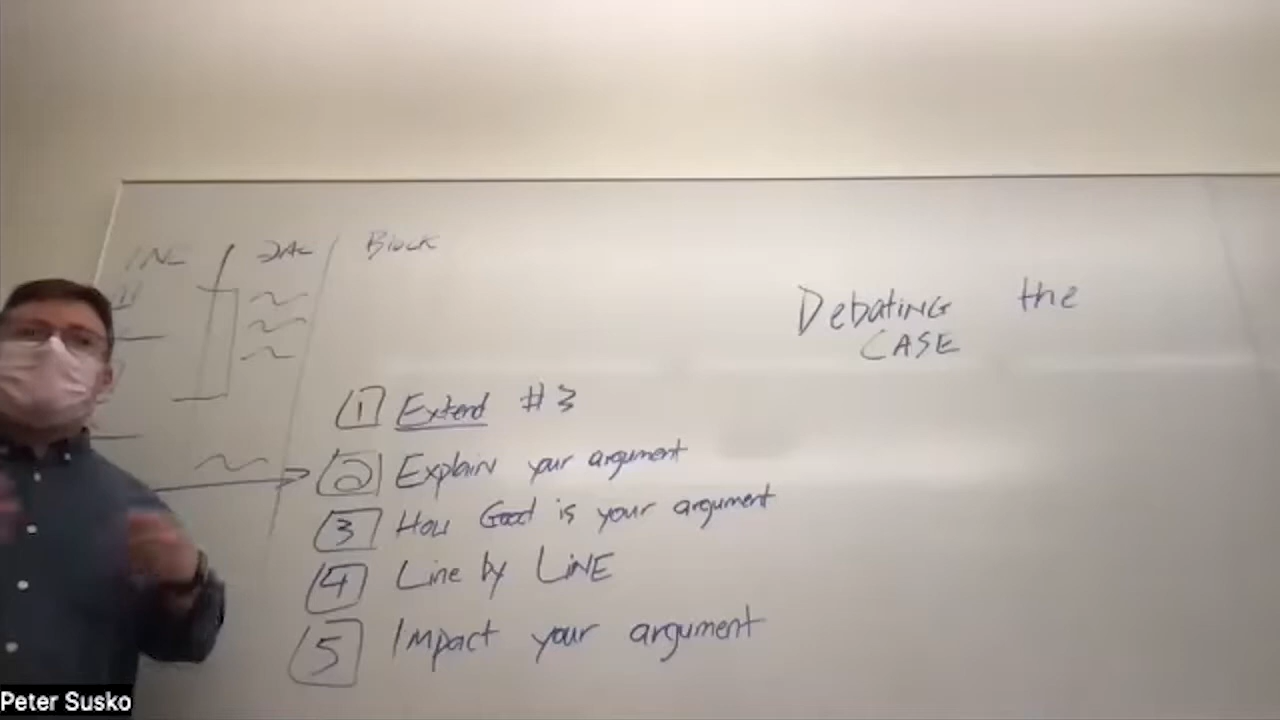 1NC 2AC Block
Debating the
CASE
1 Extend #3
2 Explain your argument
3 How Good is your argument
4 Line by LiNE
5 Impact your argument
Peter Susko